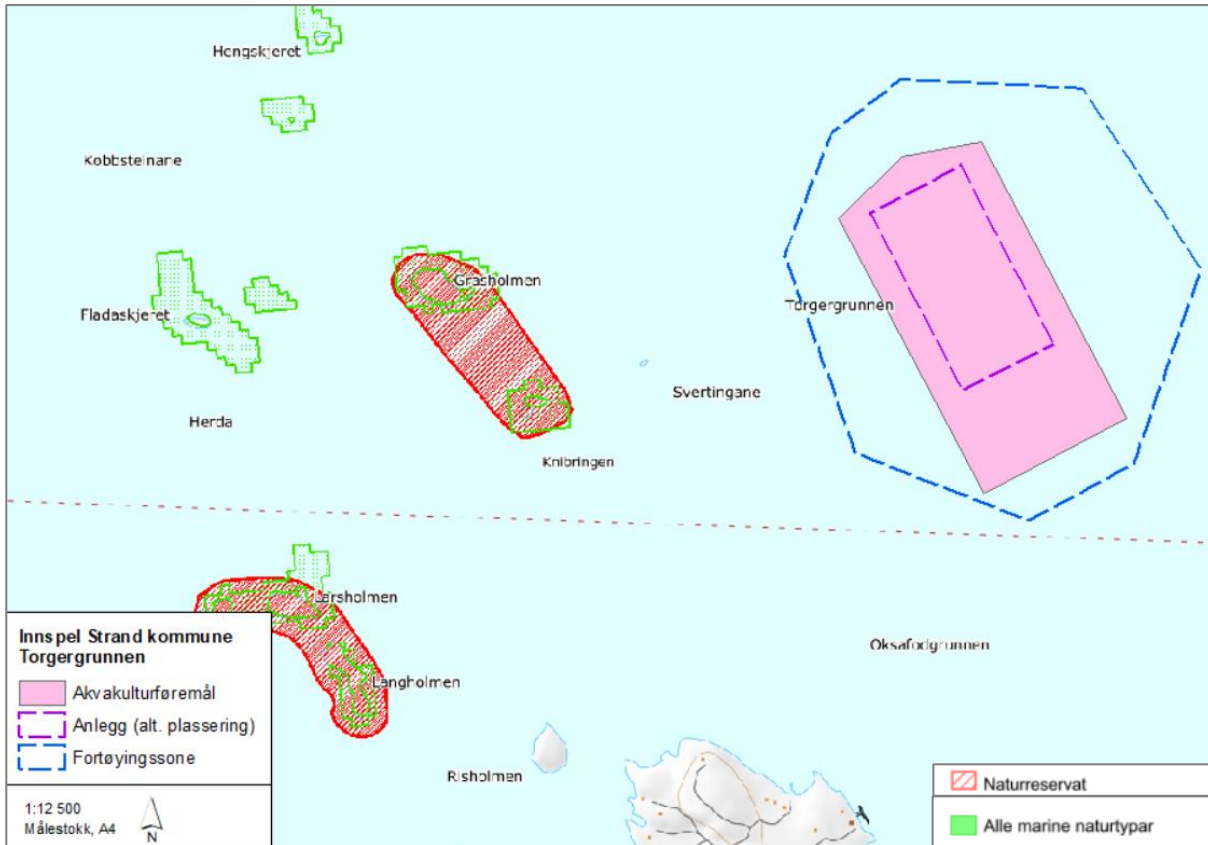 Hengskjeret
Kobbsteinane
Grasholmen
Fladaskjeret
Torgergrunnen
Svertingane
Herda
Knibringen
Larsholmen
Oksafodgrunnen
Langholmen
Risholmen
Innspel Strand kommune
Torgergrunnen
Akvakulturføremål
Anlegg (alt. plassering)
Fortøyingssone
1:12 500
Målestokk, A4
N
Naturreservat
Alle marine naturtypar